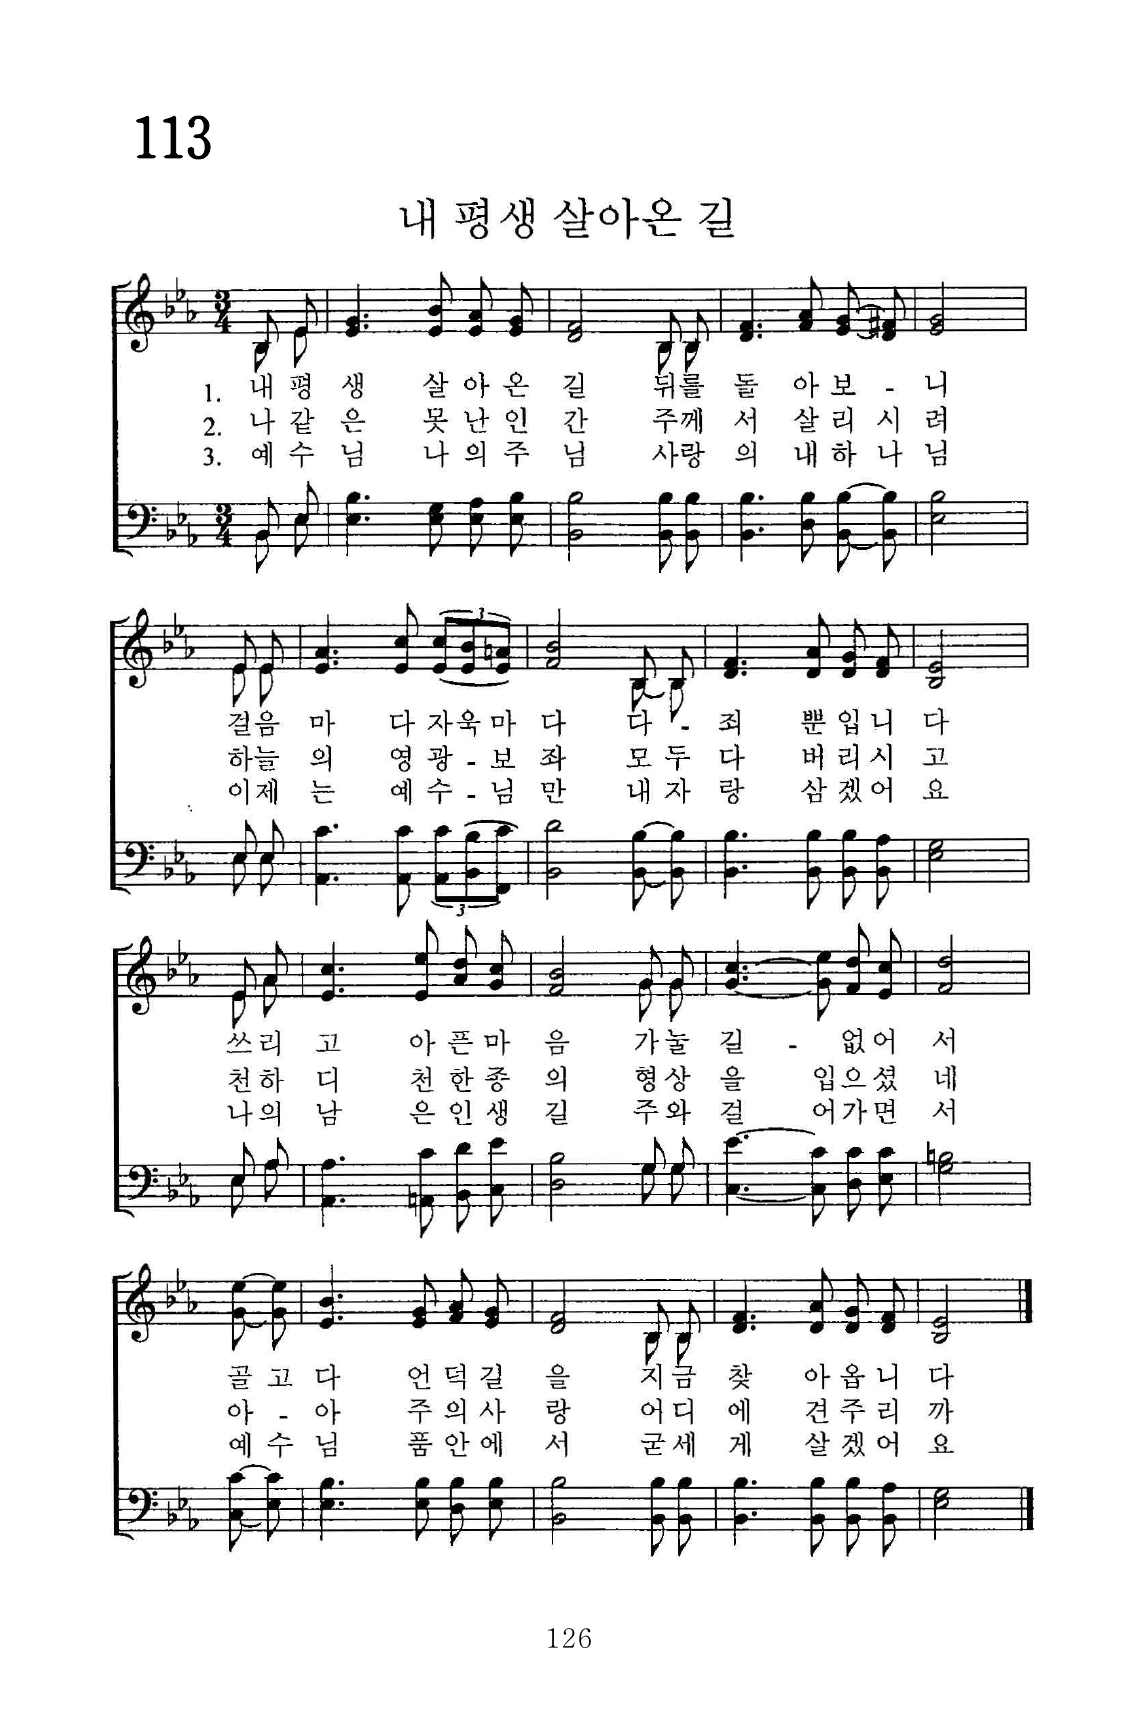 113
내 평생 살아온 길
1. 내 평 생 살 아 온 길 뒤를 돌 아 보 - 니
2. 나 같 은 못 난 인 간 주께 서 살 리 시 려
3. 예 수 님 나 의 주 님 사랑 의 내 하 나 님
걸음 마 다 자욱마 다 다 - 죄 뿐입니 다
하늘 의 영 광 - 보 좌 모 두 다 버 리 시 고
이제 는 예 수 - 님 만 내 자 랑 삼 겠 어 요
쓰리 고 아 픈 마 음 가눌 길 - 없어 서
천하 디 천 한 종 의 형상 을 입으셨 네
나의 남 은 인 생 길 주와 걸 어가면 서
골 고 다 언 덕 길 을 지금 찾 아 옵 니 다
아 - 아 주 의 사 랑 어디 에 견 주 리 까
예 수 님 품 안 에 서 굳세 게 살 겠 어 요
126